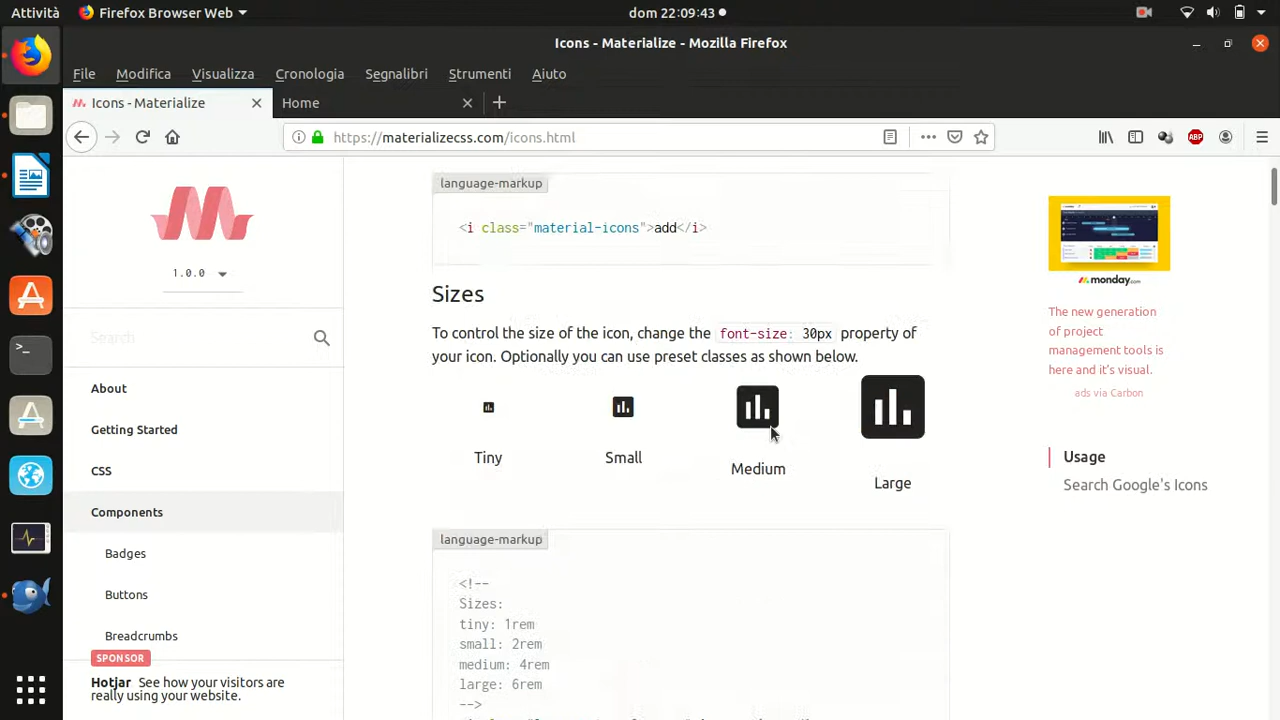 Attività
Firefox Browser Web
dom 22:09:43
Icons - Materialize - Mozilla Firefox
File Modifica Visualizza Cronologia Segnalibri Strumenti Aiuto
Icons - Materialize
Home
https://materializecss.com/icons.html
ABP
1.0.0
Search
About
Getting Started
CSS
Components
Badges
Buttons
Breadcrumbs
SPONSOR
Hotjar See how your visitors are
really using your website.
language-markup
<i class="material-icons">add</i>
Sizes
To control the size of the icon, change the font-size: 30px property of
your icon. Optionally you can use preset classes as shown below.
Tiny
Small
Medium
Large
language-markup
<!--
Sizes:
tiny: 1rem
small: 2rem
medium: 4rem
large: 6rem
-->
monday.com
The new generation
of project
management tools is
here and it's visual.
ads via Carbon
Usage
Search Google's Icons